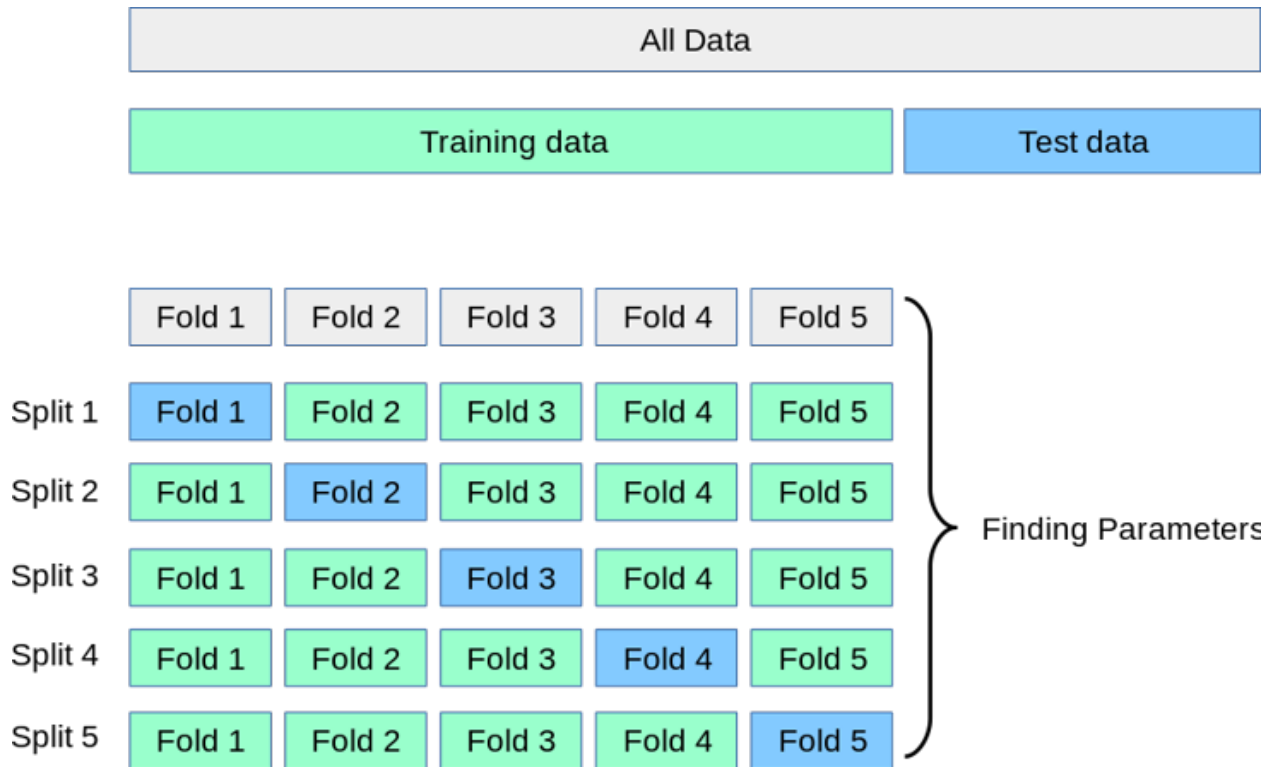 All Data
Training data Test data
Fold 1 Fold 2 Fold 3 Fold 4 Fold 5
Split 1 Fold 1 Fold 2 Fold 3 Fold 4 Fold 5
Split 2 Fold 1 Fold 2 Fold 3 Fold 4 Fold 5
Finding Parameters
Split 3 Fold 1 Fold 2 Fold 3 Fold 4 Fold 5
Split 4 Fold 1 Fold 2 Fold 3 Fold 4 Fold 5
Split 5 Fold 1 Fold 2 Fold 3 Fold 4 Fold 5